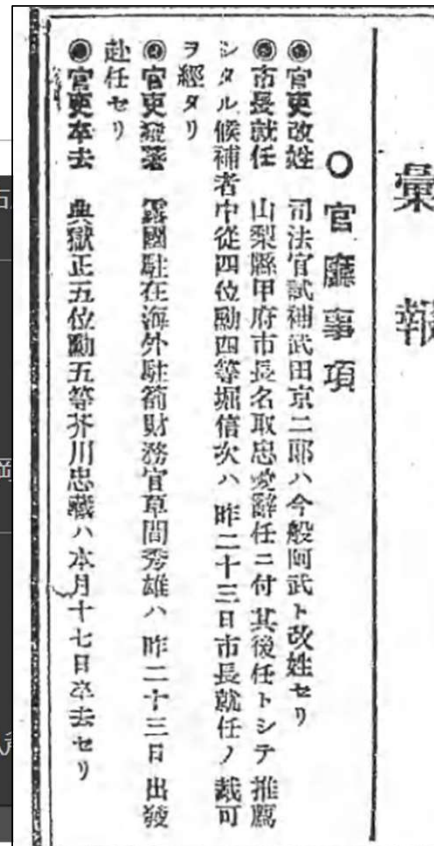 彙報
○官廳事項
◉官吏改姓 司法官試補武田京二郎ハ今般阿武ト改姓セリ
◉市長就任 山梨縣甲府市長名取忠愛辭任ニ付其後任トシテ推薦
シタル候補者中從四位勳四等堀信次ハ昨二十三日市長就任ノ裁可
ヲ經タリ
◉官吏發著 露國駐在海外駐箚財務官草間秀雄ハ昨二十三日出發
赴任セリ
◉官吏卒去 典獄正五位勳五等芥川忠藏ハ本月十七日卒去セリ